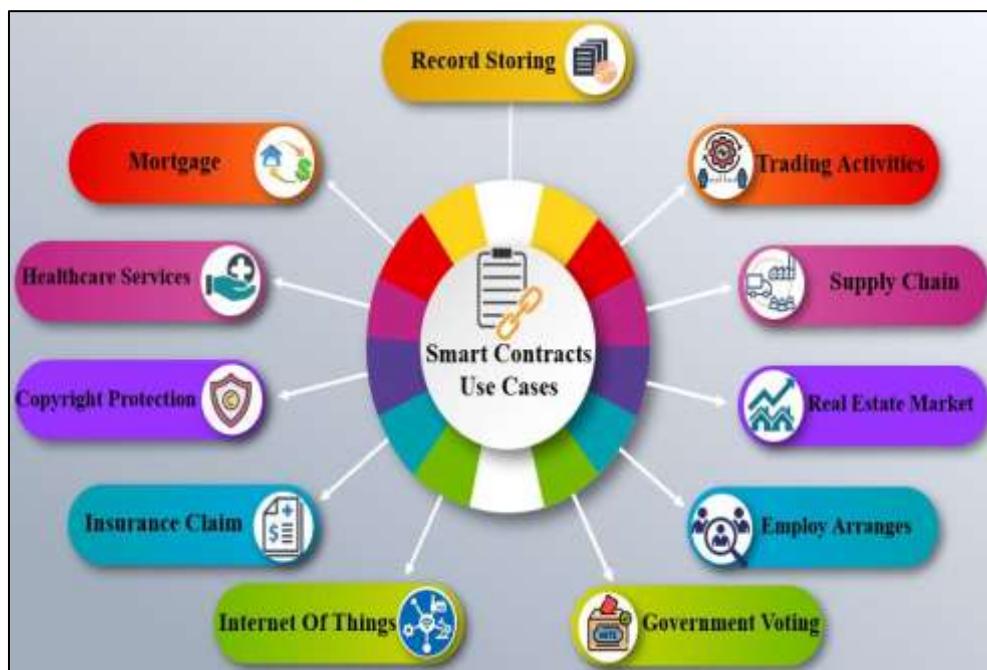 Record Storing
Mortgage
Trading Activities
Healthcare Services
Supply Chain
Smart Contracts
Use Cases
Copyright Protection
Real Estate Market
Insurance Claim
Employ Arranges
Internet Of Things
Government Voting
VOTE